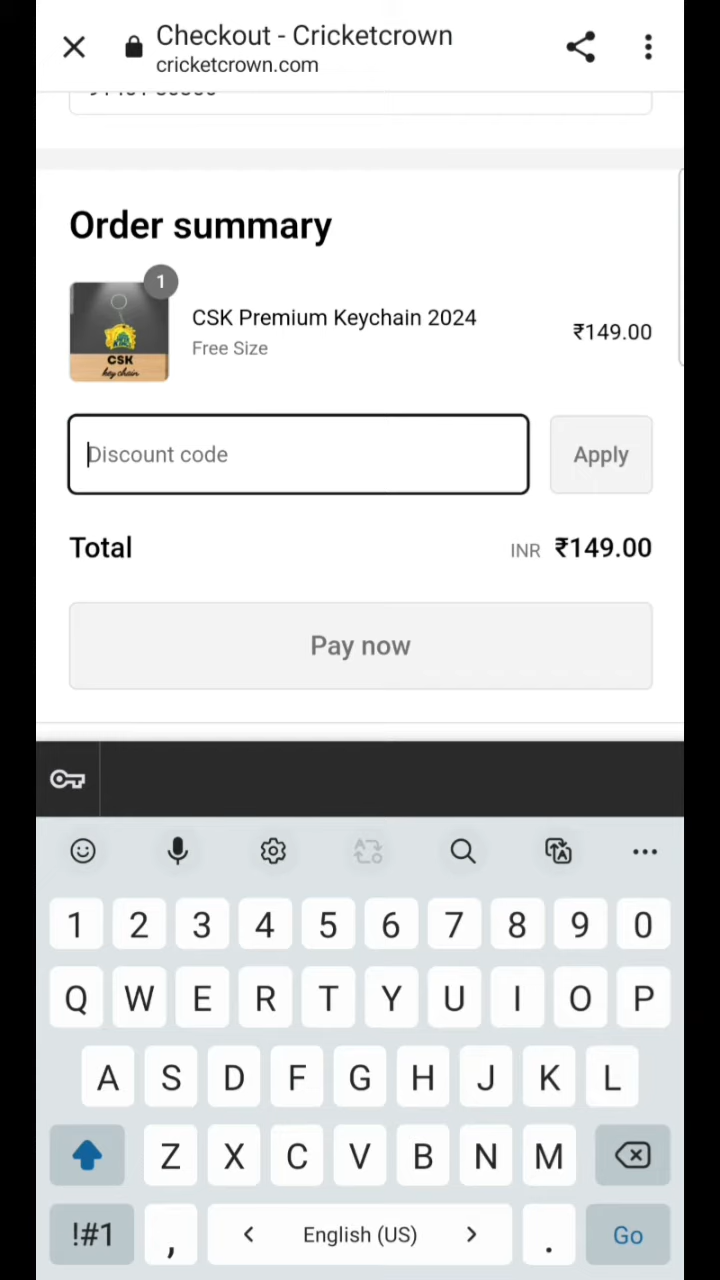 Checkout - Cricketcrown
cricketcrown.com
Order summary
1
CSK Premium Keychain 2024
Free Size
₹149.00
CSK
key chain
Discount code
Apply
Total
INR ₹149.00
Pay now
1 2 3 4 5 6 7 8 9 0
Q W E R T Y U I O P
A S D F G H J K L
Z X C V B N M
!#1 , < English (US) > . Go